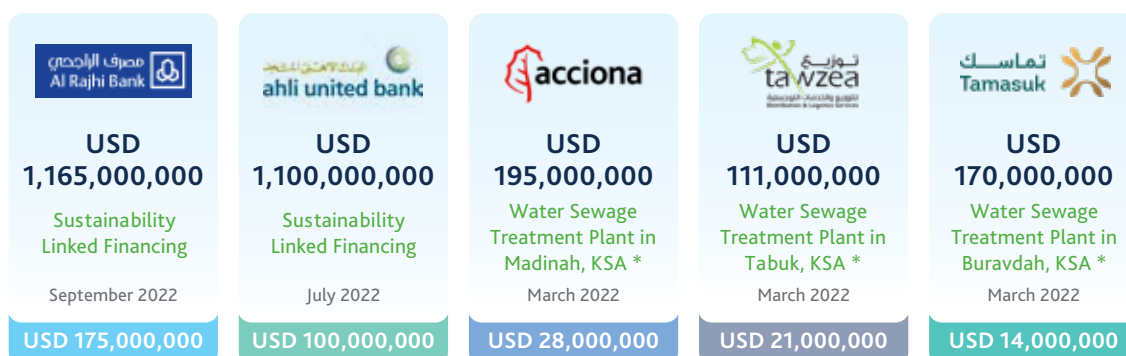 مصرف الراجحي
Al Rajhi Bank
USD
1,165,000,000
Sustainability
Linked Financing
September 2022
USD 175,000,000
ahli united bank
USD
1,100,000,000
Sustainability
Linked Financing
July 2022
USD 100,000,000
acciona
USD
195,000,000
Water Sewage
Treatment Plant in
Madinah, KSA *
March 2022
USD 28,000,000
توزيع
tawzea
USD
111,000,000
Water Sewage
Treatment Plant in
Tabuk, KSA *
March 2022
USD 21,000,000
تماسك
Tamasuk
USD
170,000,000
Water Sewage
Treatment Plant in
Buravdah, KSA *
March 2022
USD 14,000,000